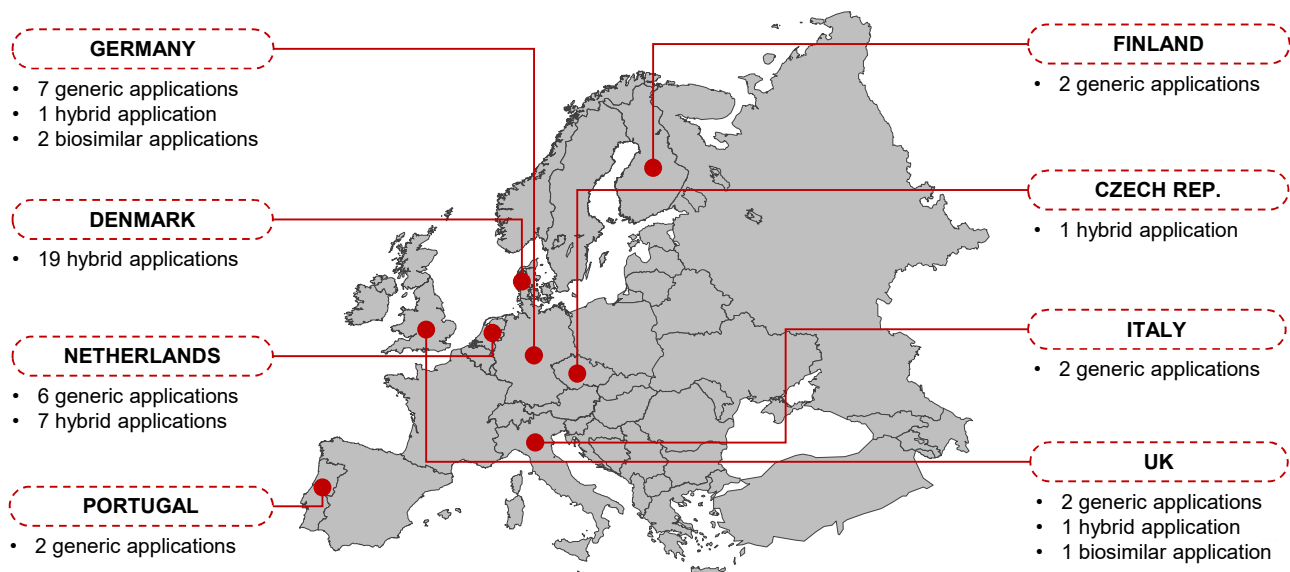 GERMANY
• 7 generic applications
• 1 hybrid application
• 2 biosimilar applications
DENMARK
• 19 hybrid applications
NETHERLANDS
• 6 generic applications
• 7 hybrid applications
PORTUGAL
• 2 generic applications
FINLAND
• 2 generic applications
CZECH REP.
• 1 hybrid application
ITALY
• 2 generic applications
UK
• 2 generic applications
• 1 hybrid application
• 1 biosimilar application